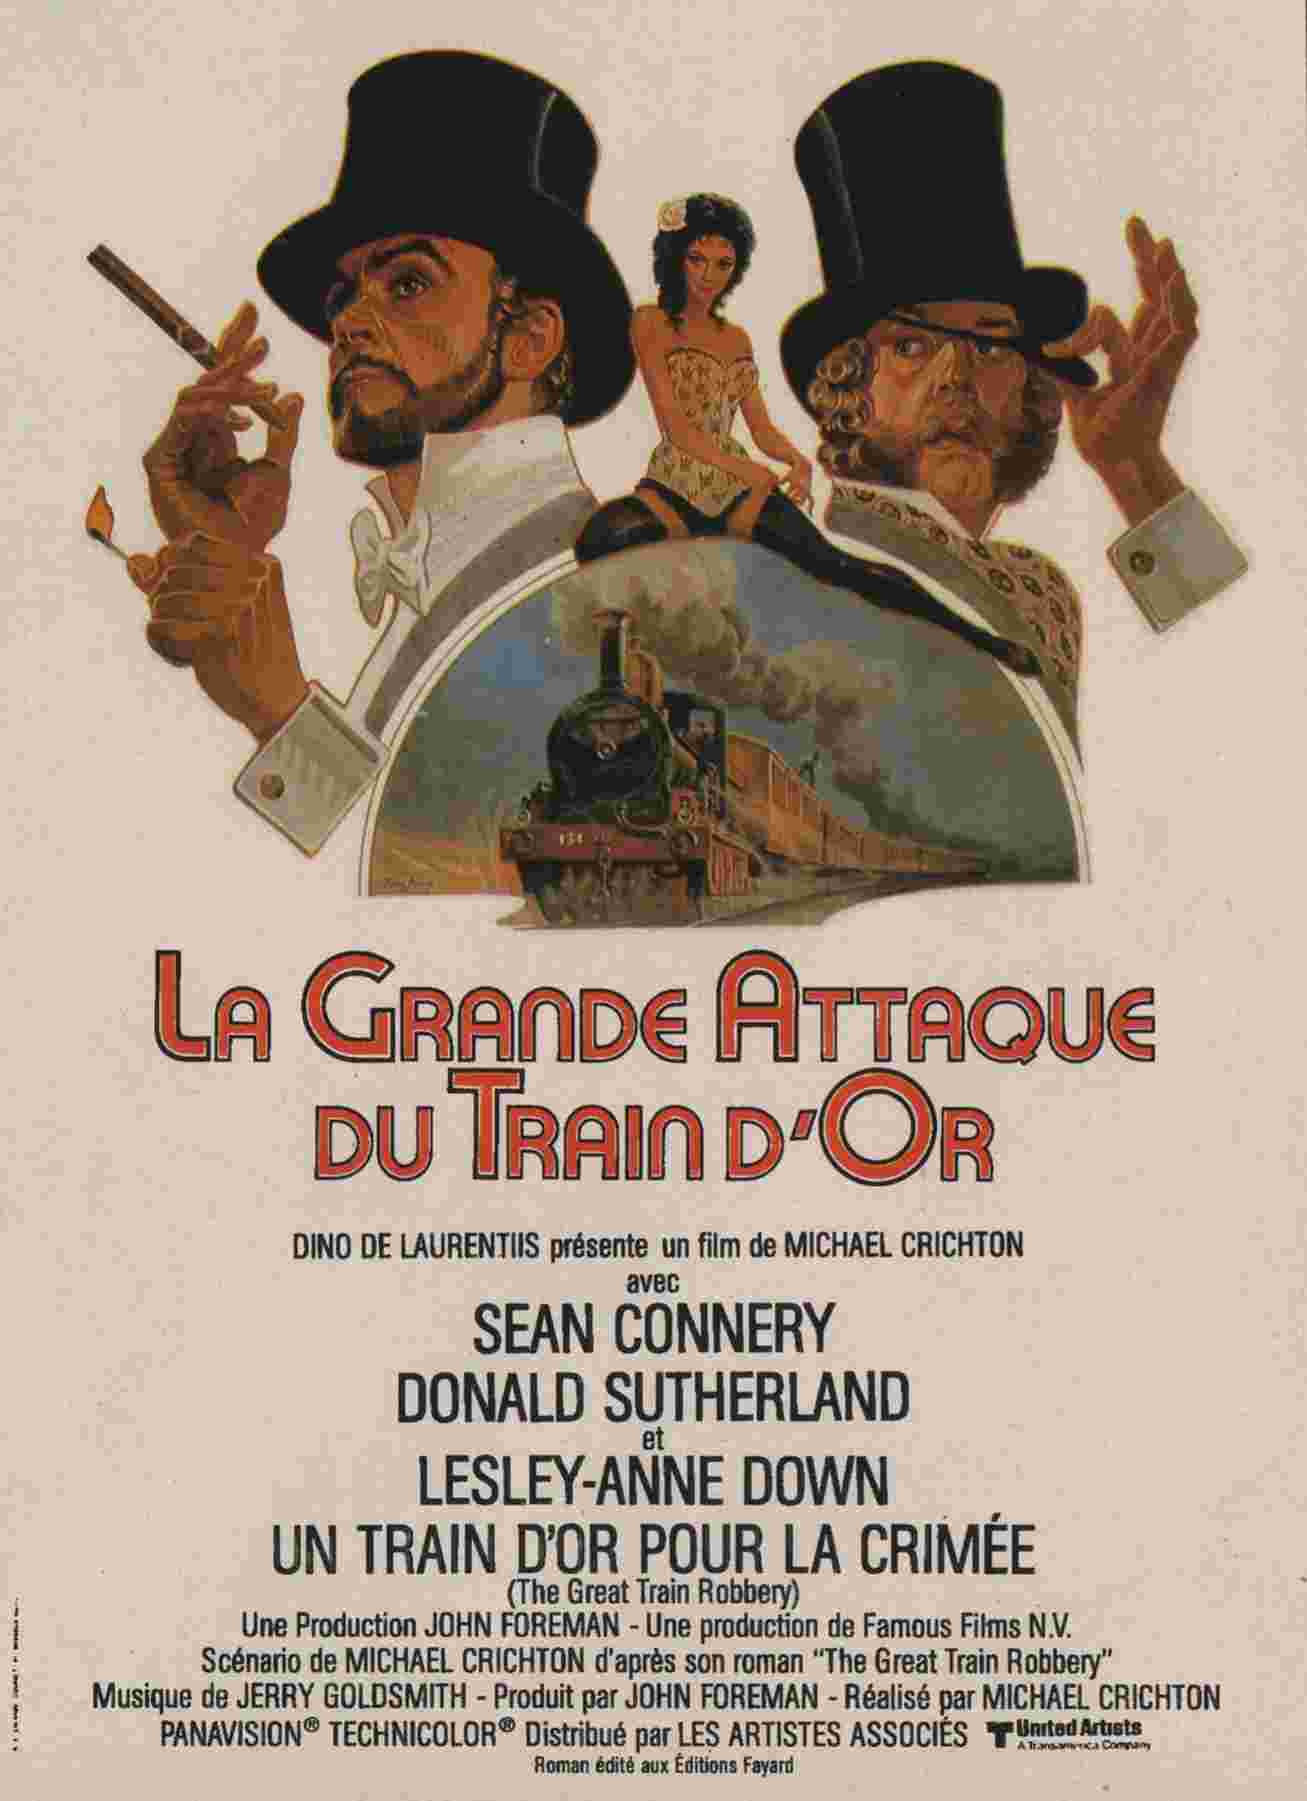 LA GRANDE ATTAQUE
DU TRAIN D'OR
DINO DE LAURENTIIS présente un film de MICHAEL CRICHTON
avec
SEAN CONNERY
DONALD SUTHERLAND
et
LESLEY-ANNE DOWN
UN TRAIN D'OR POUR LA CRIMÉE
(The Great Train Robbery)
Une Production JOHN FOREMAN - Une production de Famous Films N.V.
Scénario de MICHAEL CRICHTON d'après son roman "The Great Train Robbery"
Musique de JERRY GOLDSMITH - Produit par JOHN FOREMAN - Réalisé par MICHAEL CRICHTON
PANAVISION® TECHNICOLOR® Distribué par LES ARTISTES ASSOCIÉS United Artists
A Transamerica Company
Roman édité aux Éditions Fayard